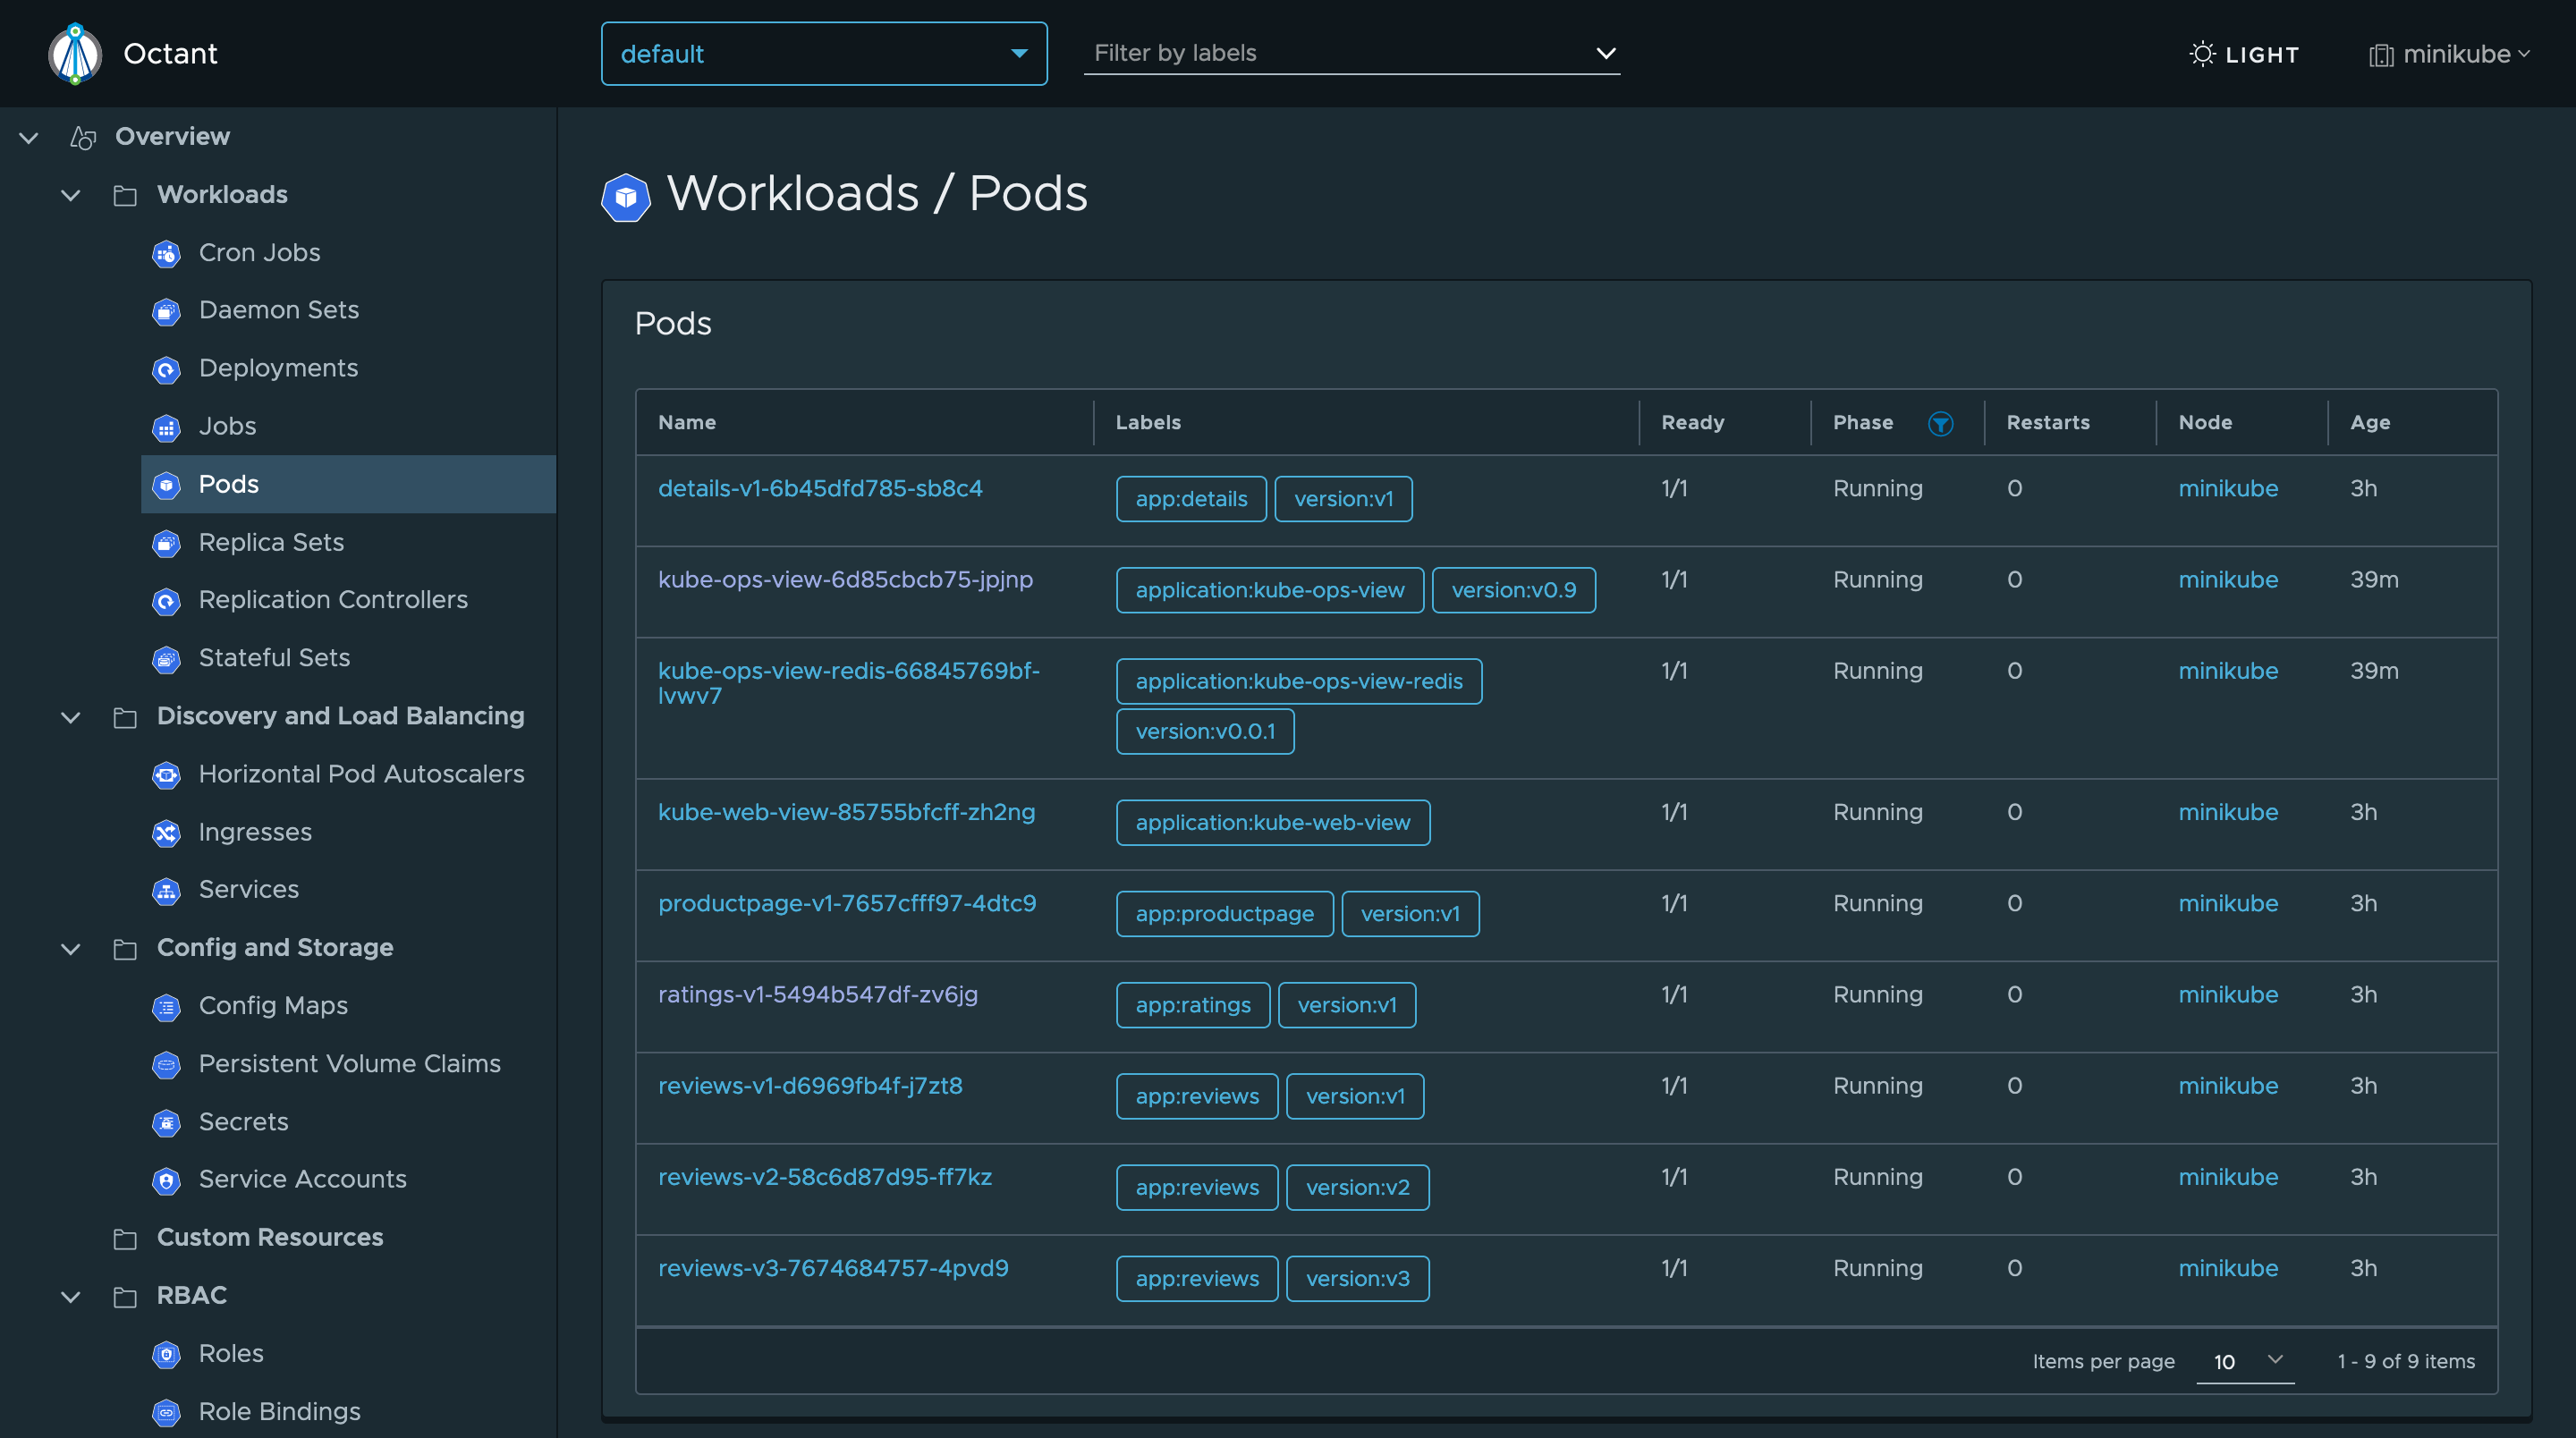 Octant
default
Filter by labels
LIGHT
minikube
Overview
Workloads
Cron Jobs
Daemon Sets
Deployments
Jobs
Pods
Replica Sets
Replication Controllers
Stateful Sets
Discovery and Load Balancing
Horizontal Pod Autoscalers
Ingresses
Services
Config and Storage
Config Maps
Persistent Volume Claims
Secrets
Service Accounts
Custom Resources
RBAC
Roles
Role Bindings
Workloads / Pods
Pods
Name Labels Ready Phase Restarts Node Age
details-v1-6b45dfd785-sb8c4 app:details version:v1 1/1 Running 0 minikube 3h
kube-ops-view-6d85cbcb75-jpjnp application:kube-ops-view version:v0.9 1/1 Running 0 minikube 39m
kube-ops-view-redis-66845769bf- application:kube-ops-view-redis 1/1 Running 0 minikube 39m
lvwv7 version:v0.0.1
kube-web-view-85755bfcff-zh2ng application:kube-web-view 1/1 Running 0 minikube 3h
productpage-v1-7657cfff97-4dtc9 app:productpage version:v1 1/1 Running 0 minikube 3h
ratings-v1-5494b547df-zv6jg app:ratings version:v1 1/1 Running 0 minikube 3h
reviews-v1-d6969fb4f-j7zt8 app:reviews version:v1 1/1 Running 0 minikube 3h
reviews-v2-58c6d87d95-ff7kz app:reviews version:v2 1/1 Running 0 minikube 3h
reviews-v3-7674684757-4pvd9 app:reviews version:v3 1/1 Running 0 minikube 3h
Items per page 10 1 - 9 of 9 items